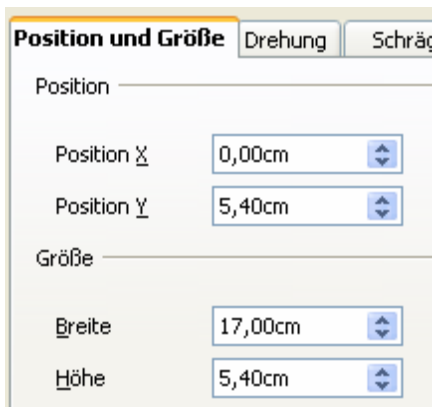 Position und Größe Drehung
Position
Position X 0,00cm
Position Y 5,40cm
Größe
Breite 17,00cm
Höhe 5,40cm